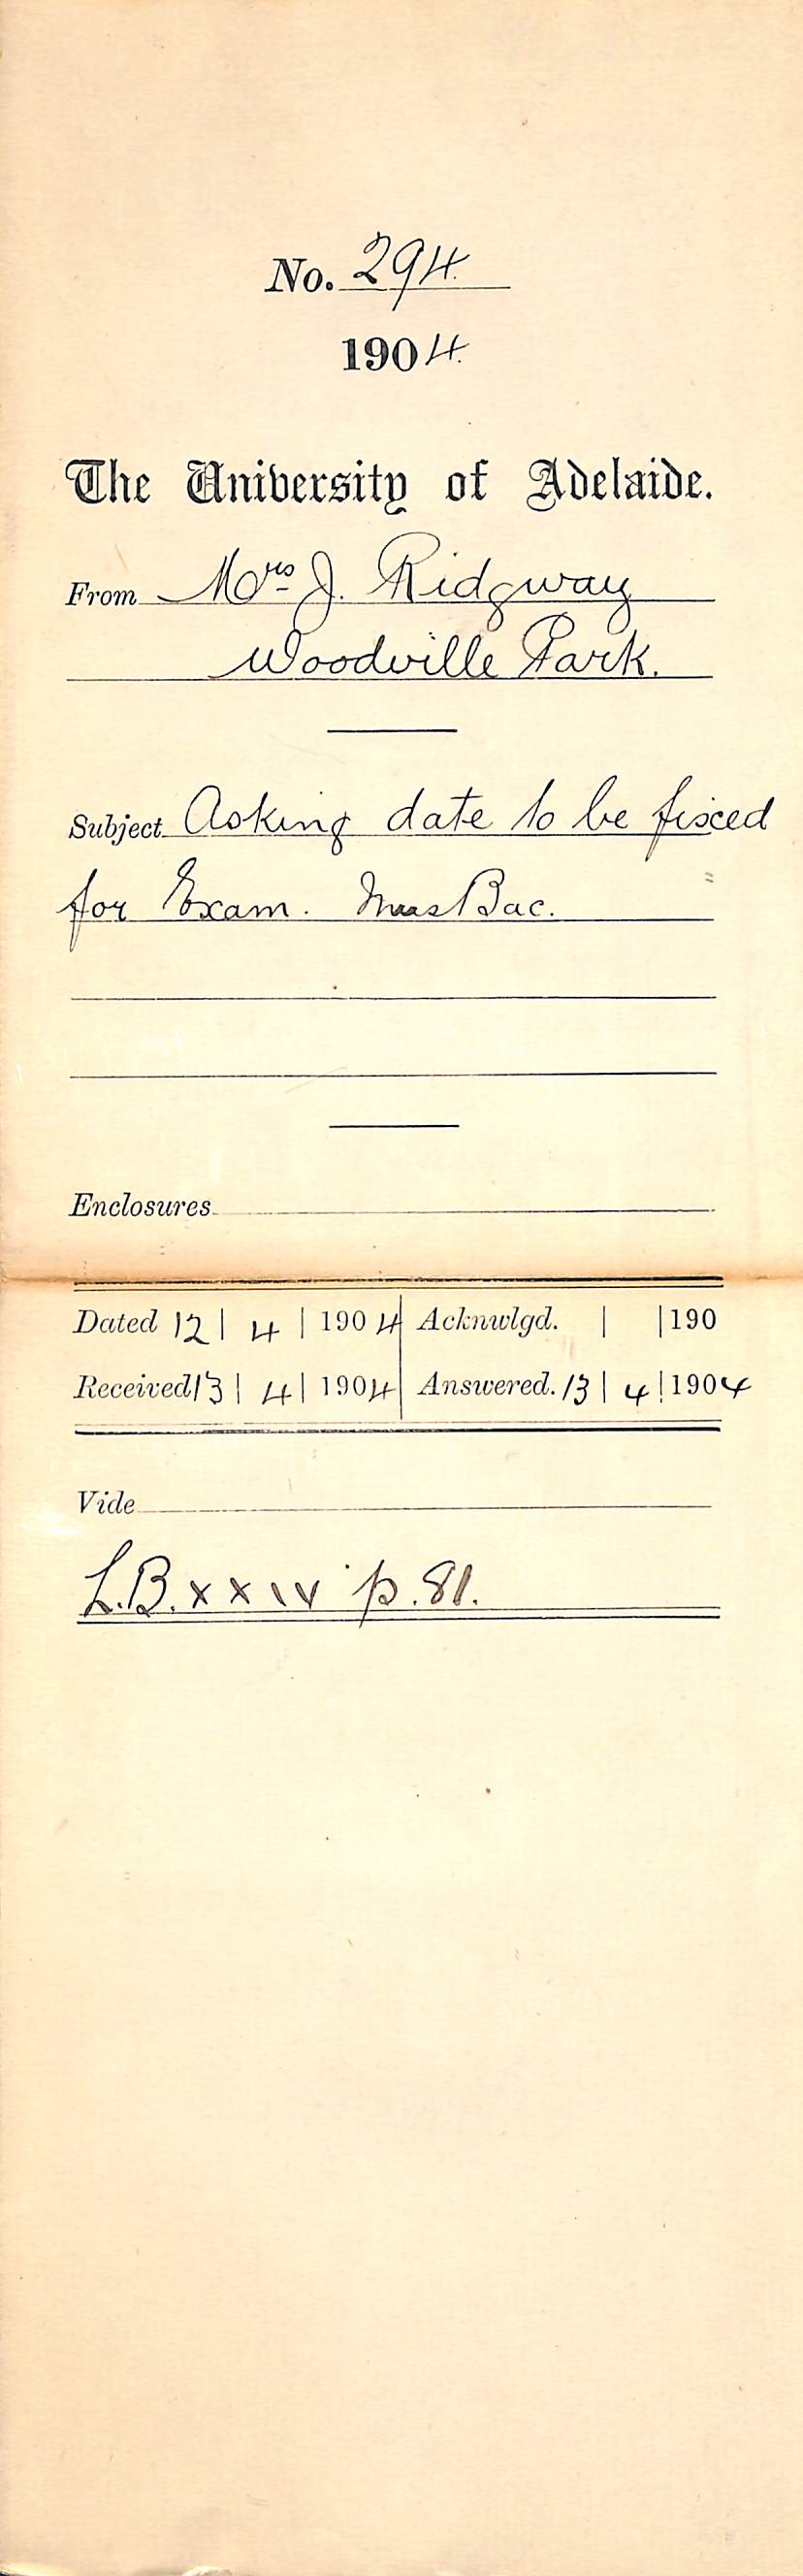 No. 294.
1904.
The University of Adelaide.
From Mrs J. Ridgway
Woodville Park.
Subject Asking date to be fixed
for Exam. Mus Bac.
Enclosures
Dated 12 | 4 | 1904 Acknwlgd. | | 190
Received 13 | 4 | 1904 Answered. 13 | 4 | 1904
Vide
L.B. xxiv p. 81.